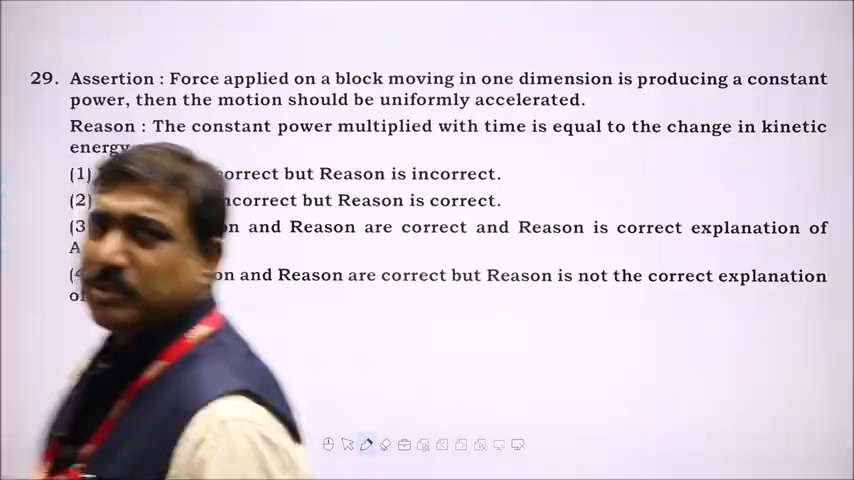 29. Assertion : Force applied on a block moving in one dimension is producing a constant
power, then the motion should be uniformly accelerated.
Reason : The constant power multiplied with time is equal to the change in kinetic
energy
(1) correct but Reason is incorrect.
(2) incorrect but Reason is correct.
(3 and Reason are correct and Reason is correct explanation of
A
(4 and Reason are correct but Reason is not the correct explanation
of